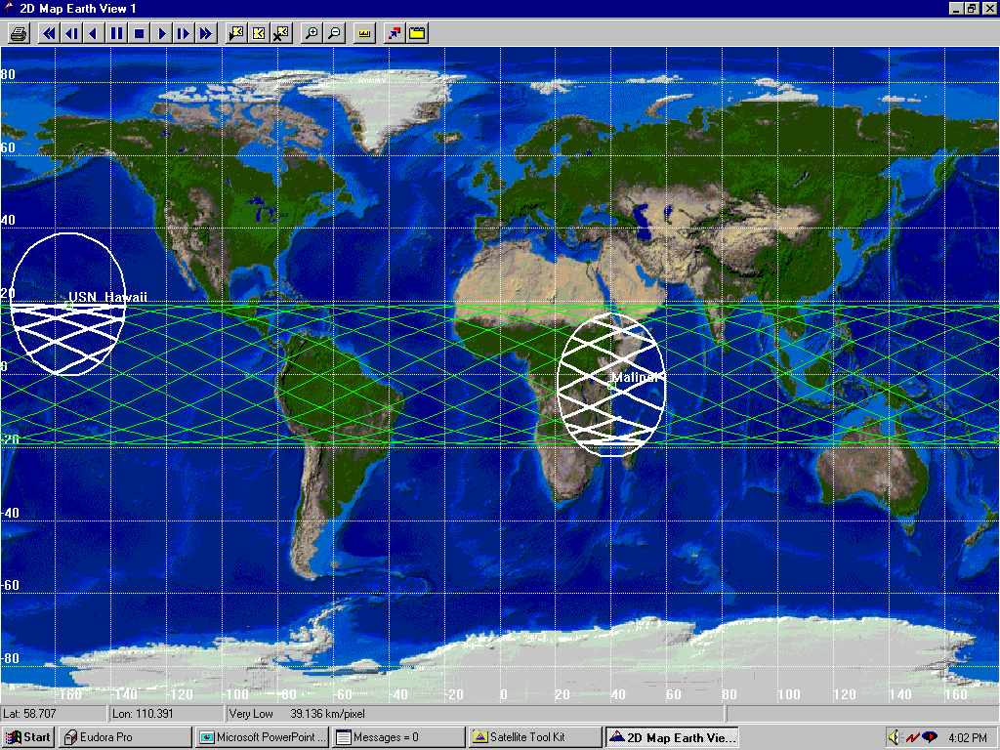 2D Map Earth View 1
80
60
40
USN_Hawaii
20
0
Malindi
-20
-40
-60
-80
-160 -140 -120 -100 -80 -60 -40 -20 0 20 40 60 80 100 120 140 160
Lat: 58.707 Lon: 110.391 Very Low 39.136 km/pixel
Start Eudora Pro Microsoft PowerPoint ... Messages = 0 Satellite Tool Kit 2D Map Earth Vie... 4:02 PM